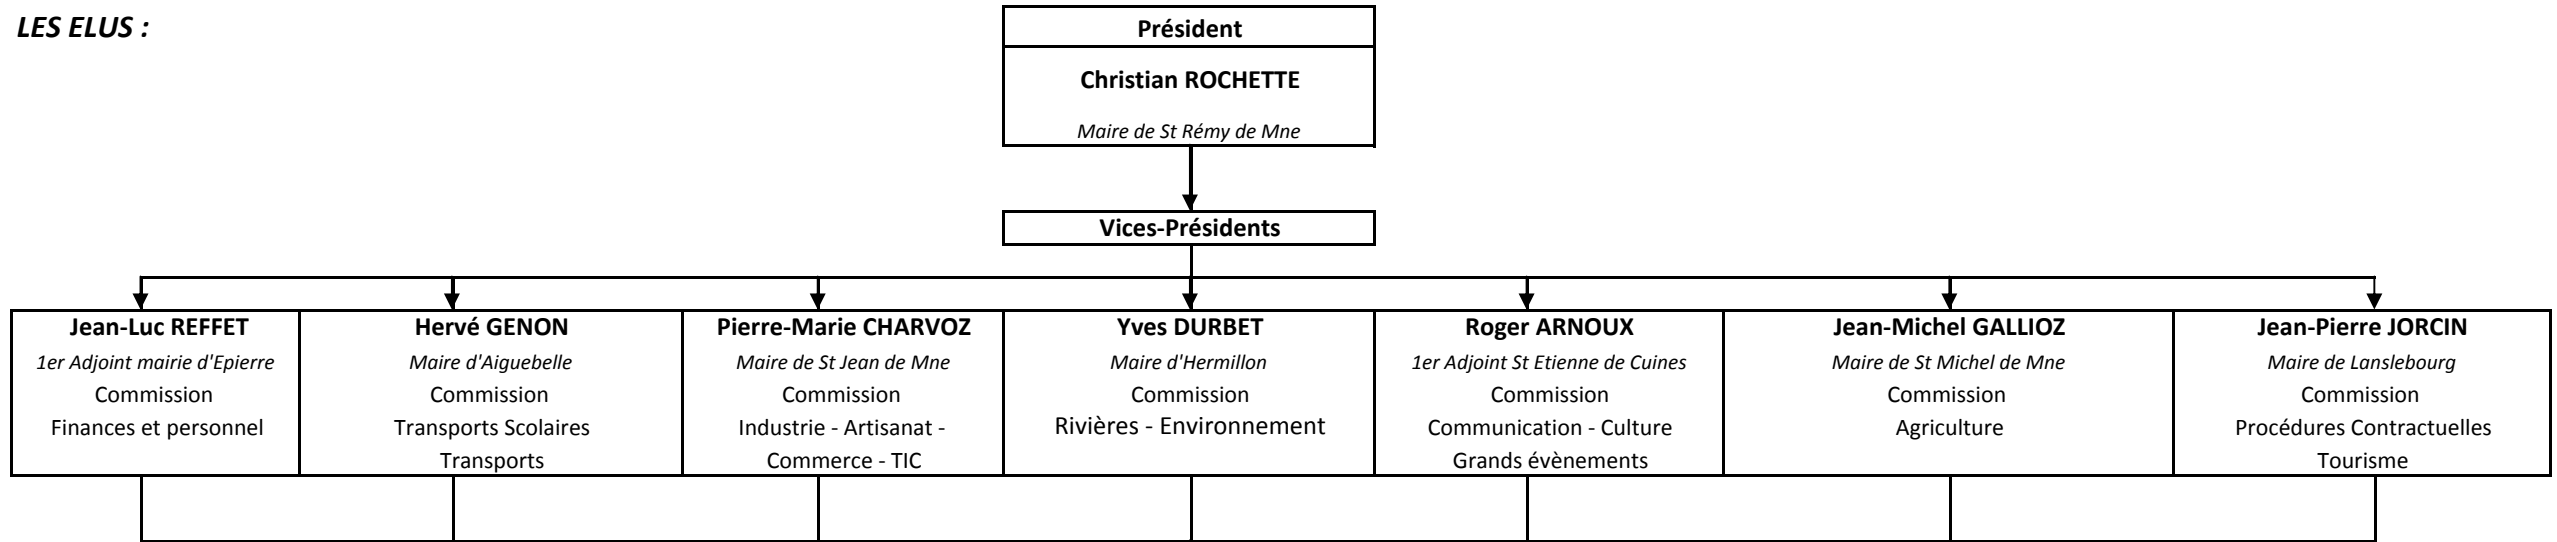 LES ELUS :
Président
Christian ROCHETTE
Maire de St Rémy de Mne
Vices-Présidents
Jean-Luc REFFET
1er Adjoint mairie d'Epierre
Commission
Finances et personnel
Hervé GENON
Maire d'Aiguebelle
Commission
Transports Scolaires
Transports
Pierre-Marie CHARVOZ
Maire de St Jean de Mne
Commission
Industrie - Artisanat -
Commerce - TIC
Yves DURBET
Maire d'Hermillon
Commission
Rivières - Environnement
Roger ARNOUX
1er Adjoint St Etienne de Cuines
Commission
Communication - Culture
Grands évènements
Jean-Michel GALLIOZ
Maire de St Michel de Mne
Commission
Agriculture
Jean-Pierre JORCIN
Maire de Lanslebourg
Commission
Procédures Contractuelles
Tourisme